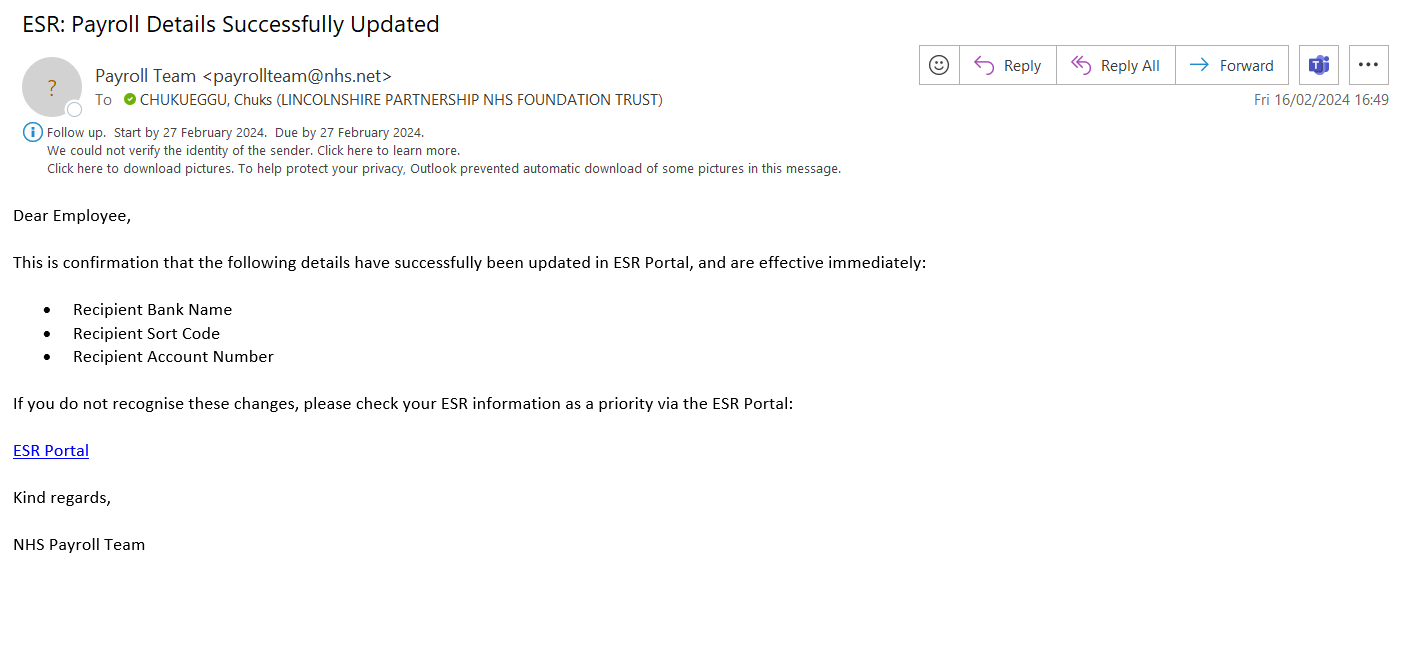 ESR: Payroll Details Successfully Updated
?
Payroll Team <payrollteam@nhs.net>
To CHUKUEGGU, Chuks (LINCOLNSHIRE PARTNERSHIP NHS FOUNDATION TRUST)
Reply
Reply All
Forward
Fri 16/02/2024 16:49
Follow up. Start by 27 February 2024. Due by 27 February 2024.
We could not verify the identity of the sender. Click here to learn more.
Click here to download pictures. To help protect your privacy, Outlook prevented automatic download of some pictures in this message.
Dear Employee,
This is confirmation that the following details have successfully been updated in ESR Portal, and are effective immediately:
• Recipient Bank Name
• Recipient Sort Code
• Recipient Account Number
If you do not recognise these changes, please check your ESR information as a priority via the ESR Portal:
ESR Portal
Kind regards,
NHS Payroll Team